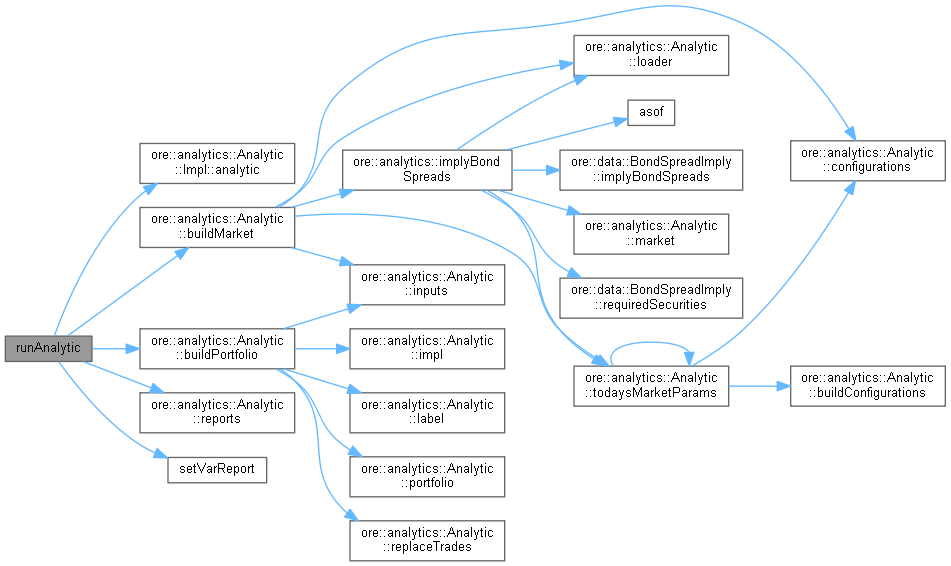 runAnalytic
ore::analytics::Analytic
::Impl::analytic
ore::analytics::Analytic
::buildMarket
ore::analytics::Analytic
::buildPortfolio
ore::analytics::Analytic
::reports
setVarReport
ore::analytics::implyBond
Spreads
ore::analytics::Analytic
::inputs
ore::analytics::Analytic
::impl
ore::analytics::Analytic
::label
ore::analytics::Analytic
::portfolio
ore::analytics::Analytic
::replaceTrades
ore::analytics::Analytic
::loader
asof
ore::data::BondSpreadImply
::implyBondSpreads
ore::analytics::Analytic
::market
ore::data::BondSpreadImply
::requiredSecurities
ore::analytics::Analytic
::todaysMarketParams
ore::analytics::Analytic
::configurations
ore::analytics::Analytic
::buildConfigurations